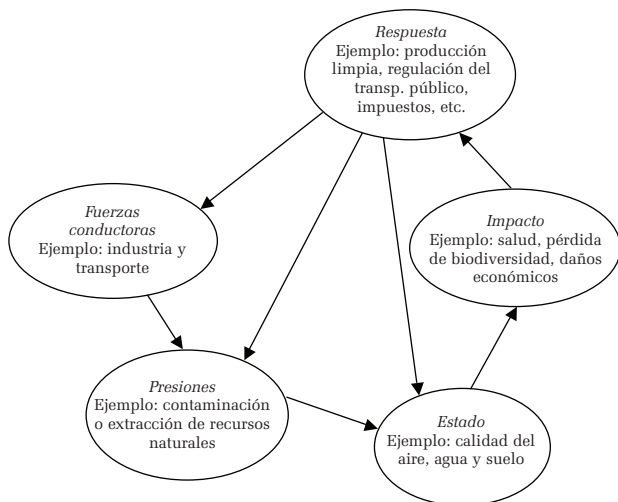 Respuesta
Ejemplo: producción
limpia, regulación del
transp. público,
impuestos, etc.
Fuerzas
conductoras
Ejemplo: industria y
transporte
Impacto
Ejemplo: salud, pérdida
de biodiversidad, daños
económicos
Presiones
Ejemplo: contaminación
o extracción de recursos
naturales
Estado
Ejemplo: calidad del
aire, agua y suelo